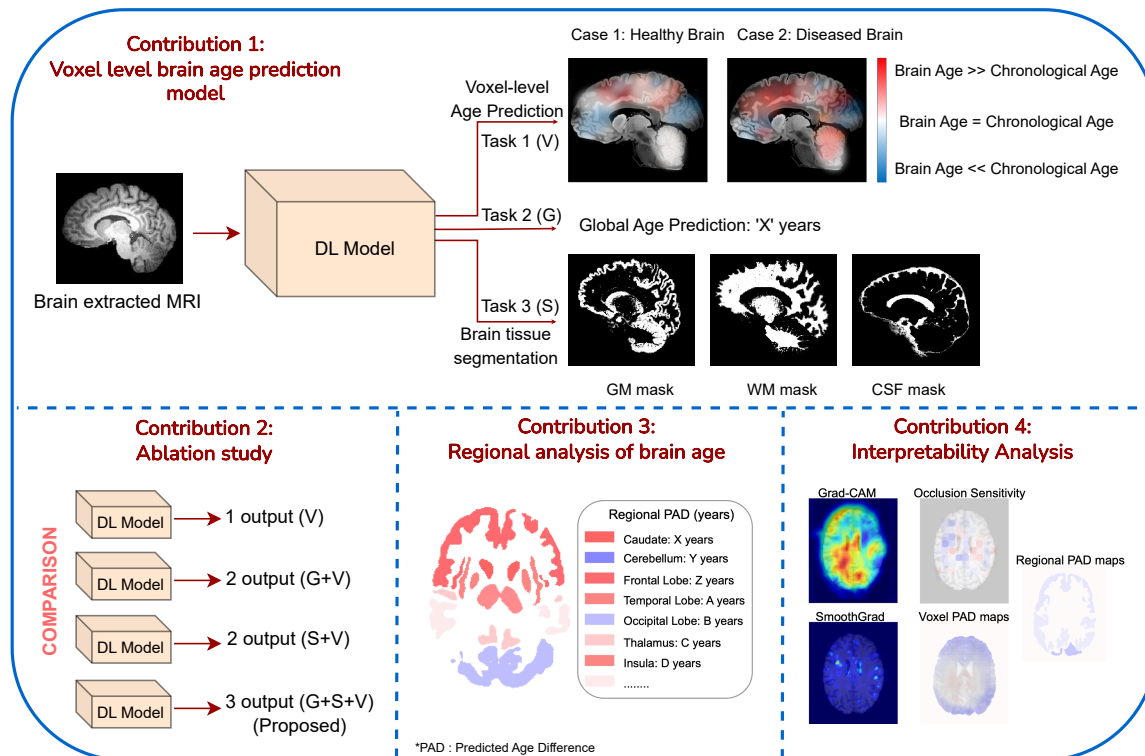 Contribution 1:
Voxel level brain age prediction
model
Case 1: Healthy Brain
Case 2: Diseased Brain
Voxel-level
Age Prediction
Task 1 (V)
Brain Age >> Chronological Age
Brain Age = Chronological Age
Brain Age << Chronological Age
DL Model
Brain extracted MRI
Task 2 (G)
Global Age Prediction: 'X' years
Task 3 (S)
Brain tissue
segmentation
GM mask
WM mask
CSF mask
Contribution 2:
Ablation study
COMPARISON
DL Model
1 output (V)
DL Model
2 output (G+V)
DL Model
2 output (S+V)
DL Model
3 output (G+S+V)
(Proposed)
Contribution 3:
Regional analysis of brain age
Regional PAD (years)
Caudate: X years
Cerebellum: Y years
Frontal Lobe: Z years
Temporal Lobe: A years
Occipital Lobe: B years
Thalamus: C years
Insula: D years
........
*PAD : Predicted Age Difference
Contribution 4:
Interpretability Analysis
Grad-CAM
Occlusion Sensitivity
Regional PAD maps
SmoothGrad
Voxel PAD maps